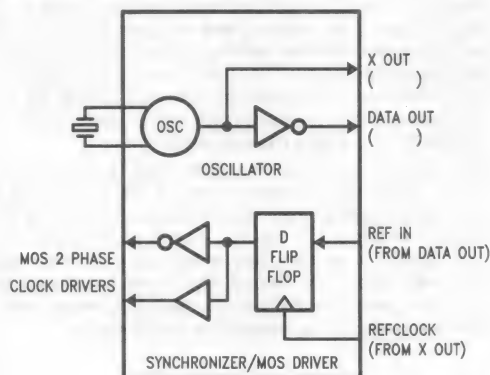 X OUT
(     )
OSC
DATA OUT
(     )
OSCILLATOR
D
FLIP
FLOP
REF IN
(FROM DATA OUT)
MOS 2 PHASE
CLOCK DRIVERS
REFCLOCK
(FROM X OUT)
SYNCHRONIZER/MOS DRIVER